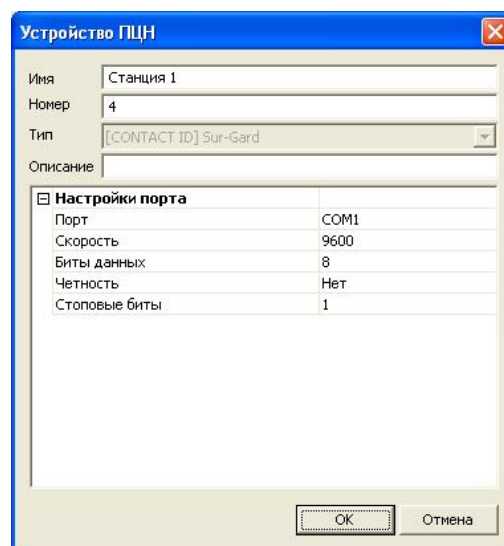 Устройство ПЦН
Имя Станция 1
Номер 4
Тип [CONTACT ID] Sur-Gard
Описание
Настройки порта
Порт COM1
Скорость 9600
Биты данных 8
Четность Нет
Стоповые биты 1
OK Отмена